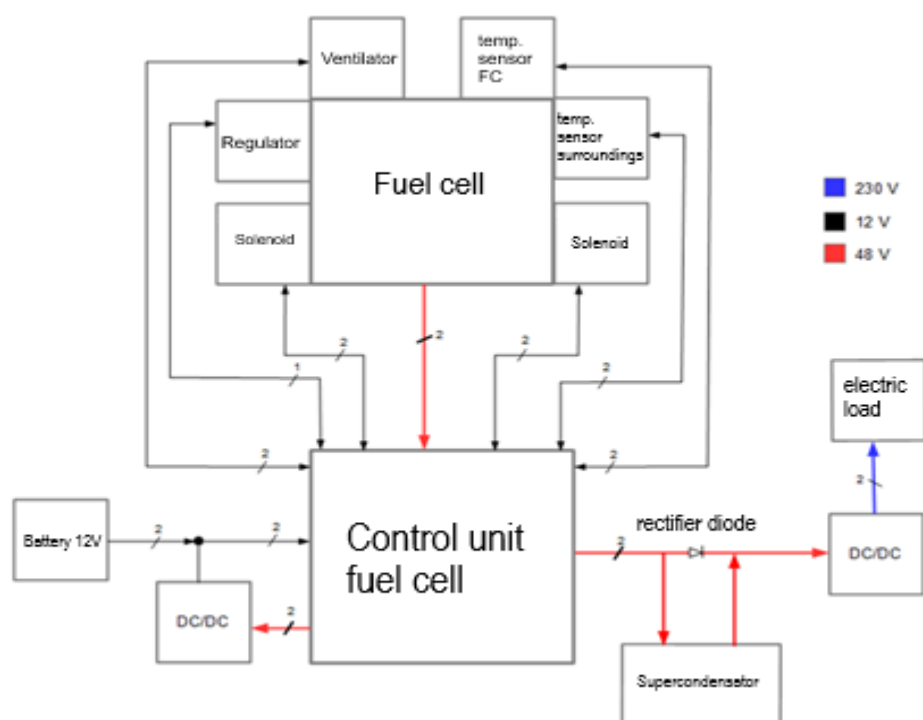 Ventilator
temp.
sensor
FC
Regulator
temp.
sensor
surroundings
Fuel cell
Solenoid
Solenoid
230 V
12 V
48 V
2
2
2
1
2
electric
load
2
2
2
Control unit
fuel cell
Battery 12V
2
2
rectifier diode
2
DC/DC
DC/DC
2
Supercondensator